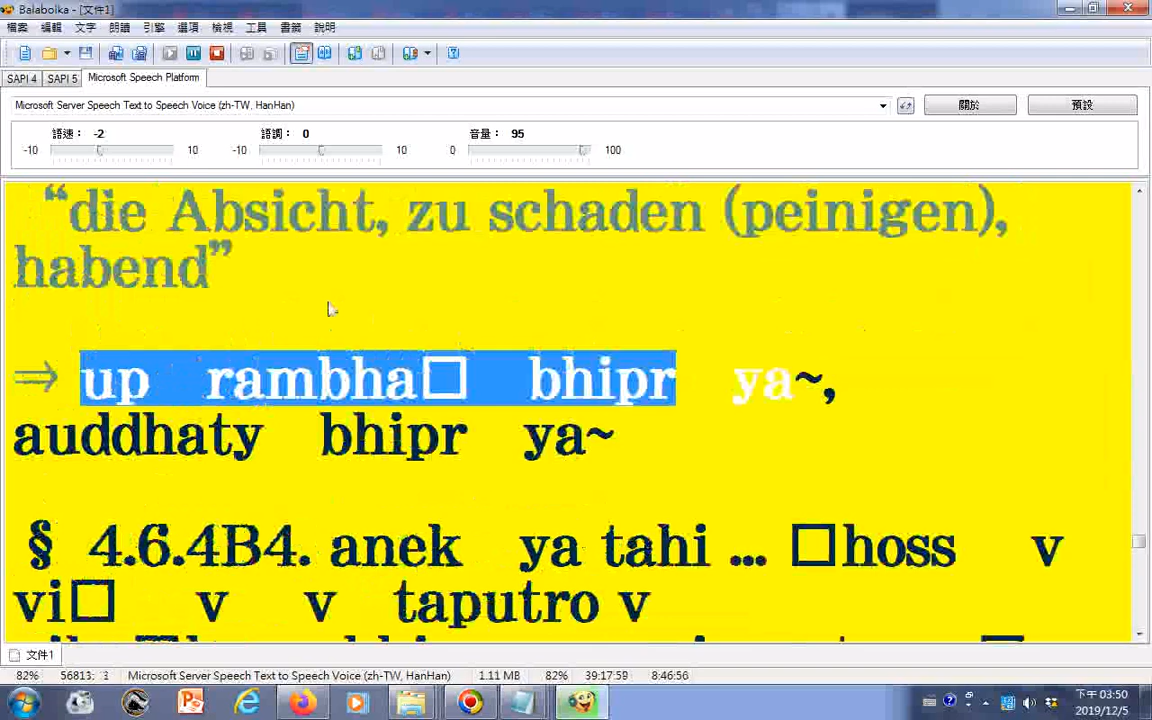 Balabolka - [文件1]
檔案 編輯 文字 朗讀 引擎 選項 檢視 工具 書籤 說明
SAPI 4 SAPI 5 Microsoft Speech Platform
Microsoft Server Speech Text to Speech Voice (zh-TW, HanHan) 關於 預設
語速： -2 語調： 0 音量： 95
-10 10 -10 10 0 100
“die Absicht, zu schaden (peinigen),
habend”
⇒ up rambha□ bhipr ya~,
auddhaty bhipr ya~
§ 4.6.4B4. anek ya tahi ... □hoss v
vi□ v v taputro v
文件1
82% Microsoft Server Speech Text to Speech Voice (zh-TW, HanHan) 1.11 MB 82% 39:17:59 8:46:56
下午 03:50
2019/12/5